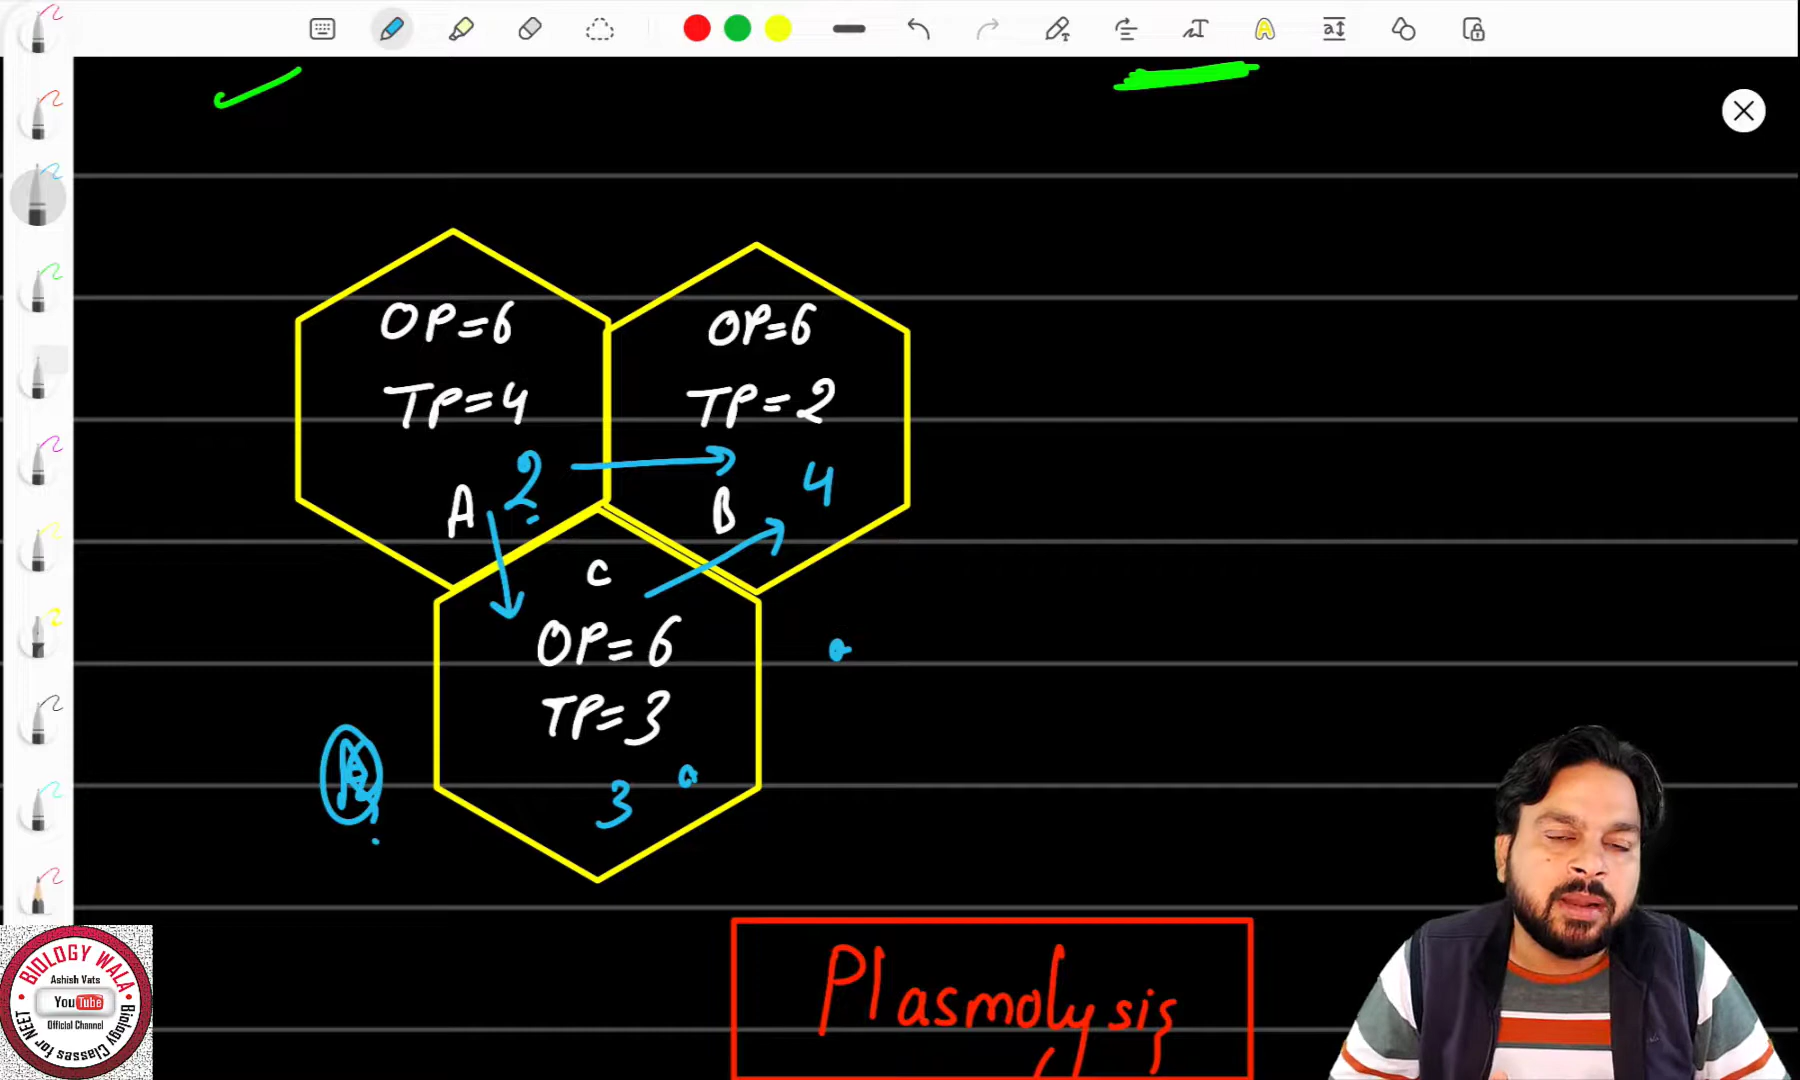 OP=6
TP=4
A 2
OP=6
TP=2
B 4
C
OP=6
TP=3
3
Plasmolysis
BIOLOGY WALA
Ashish Vats
YouTube
Official Channel
Biology Classes for NEET